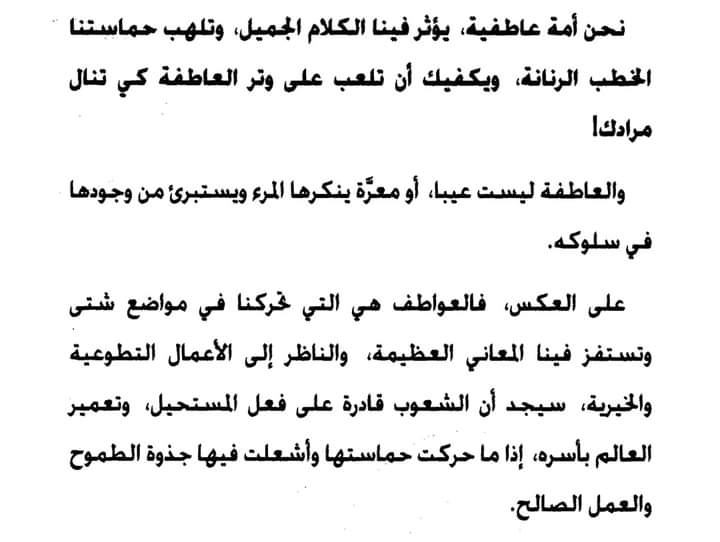 نحن أمة عاطفية، يؤثر فينا الكلام الجميل، وتلهب حماستنا
الخطب الرنانة، ويكفيك أن تلعب على وتر العاطفة كي تنال
مرادك!
والعاطفة ليست عيبا، أو معرَّة ينكرها المرء ويستبرئ من وجودها
في سلوكه.
على العكس، فالعواطف هي التي تحركنا في مواضع شتى
وتستفز فينا المعاني العظيمة، والناظر إلى الأعمال التطوعية
والخيرية، سيجد أن الشعوب قادرة على فعل المستحيل، وتعمير
العالم بأسره، إذا ما حركت حماستها وأشعلت فيها جذوة الطموح
والعمل الصالح.